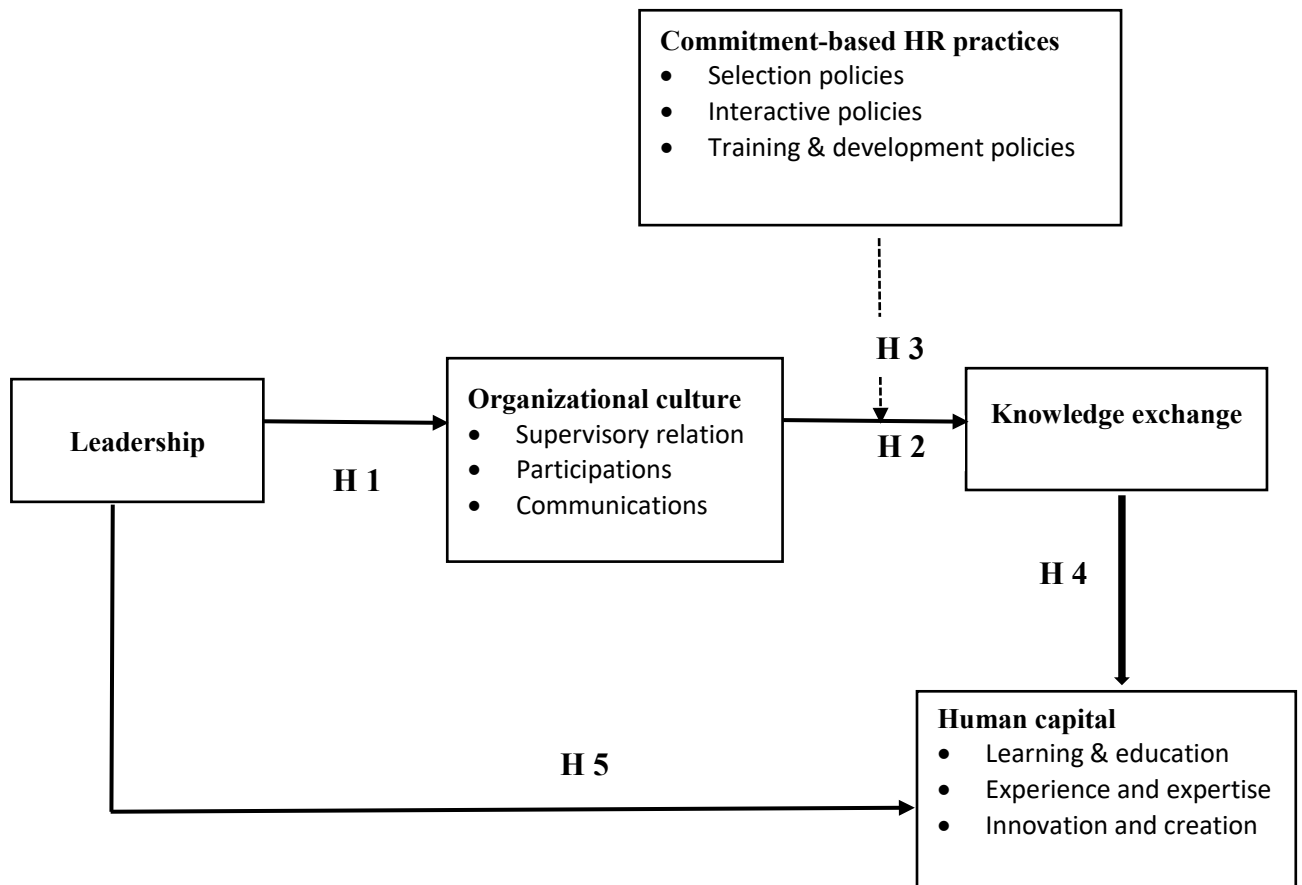 Commitment-based HR practices
• Selection policies
• Interactive policies
• Training & development policies
H 3
Leadership
H 1
Organizational culture
• Supervisory relation
• Participations
• Communications
H 2
Knowledge exchange
H 4
H 5
Human capital
• Learning & education
• Experience and expertise
• Innovation and creation